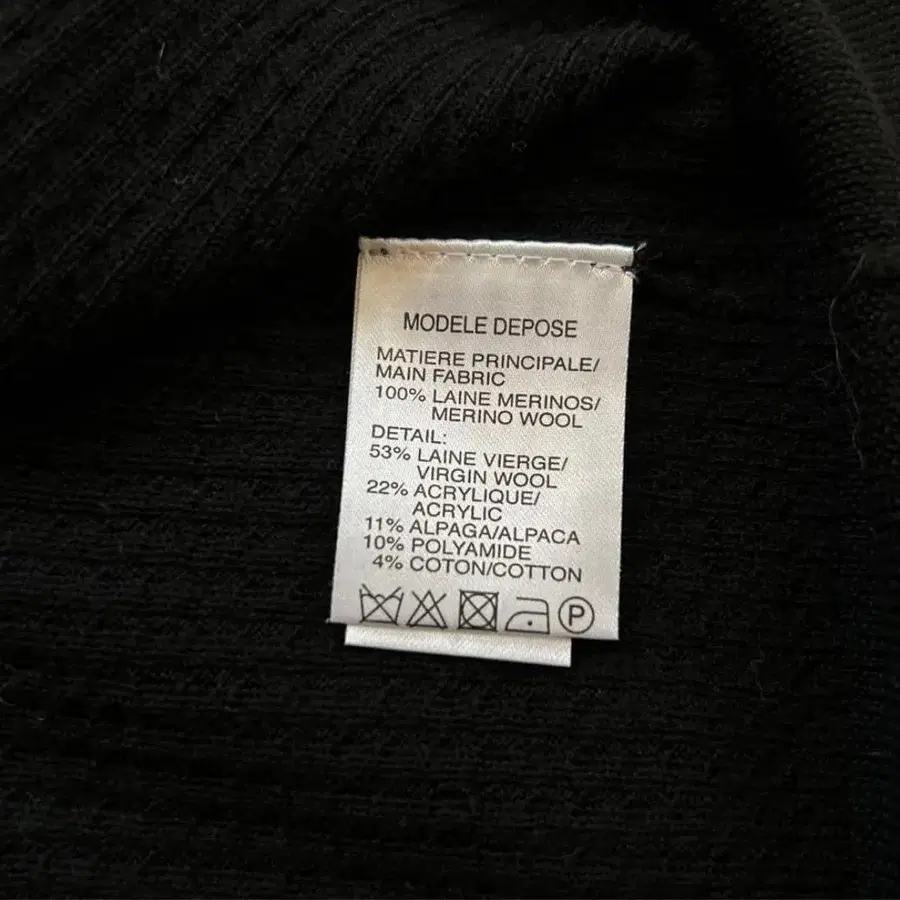 MODELE DEPOSE
MATIERE PRINCIPALE/
MAIN FABRIC
100% LAINE MERINOS/
MERINO WOOL
DETAIL:
53% LAINE VIERGE/
VIRGIN WOOL
22% ACRYLIQUE/
ACRYLIC
11% ALPAGA/ALPACA
10% POLYAMIDE
4% COTON/COTTON
P